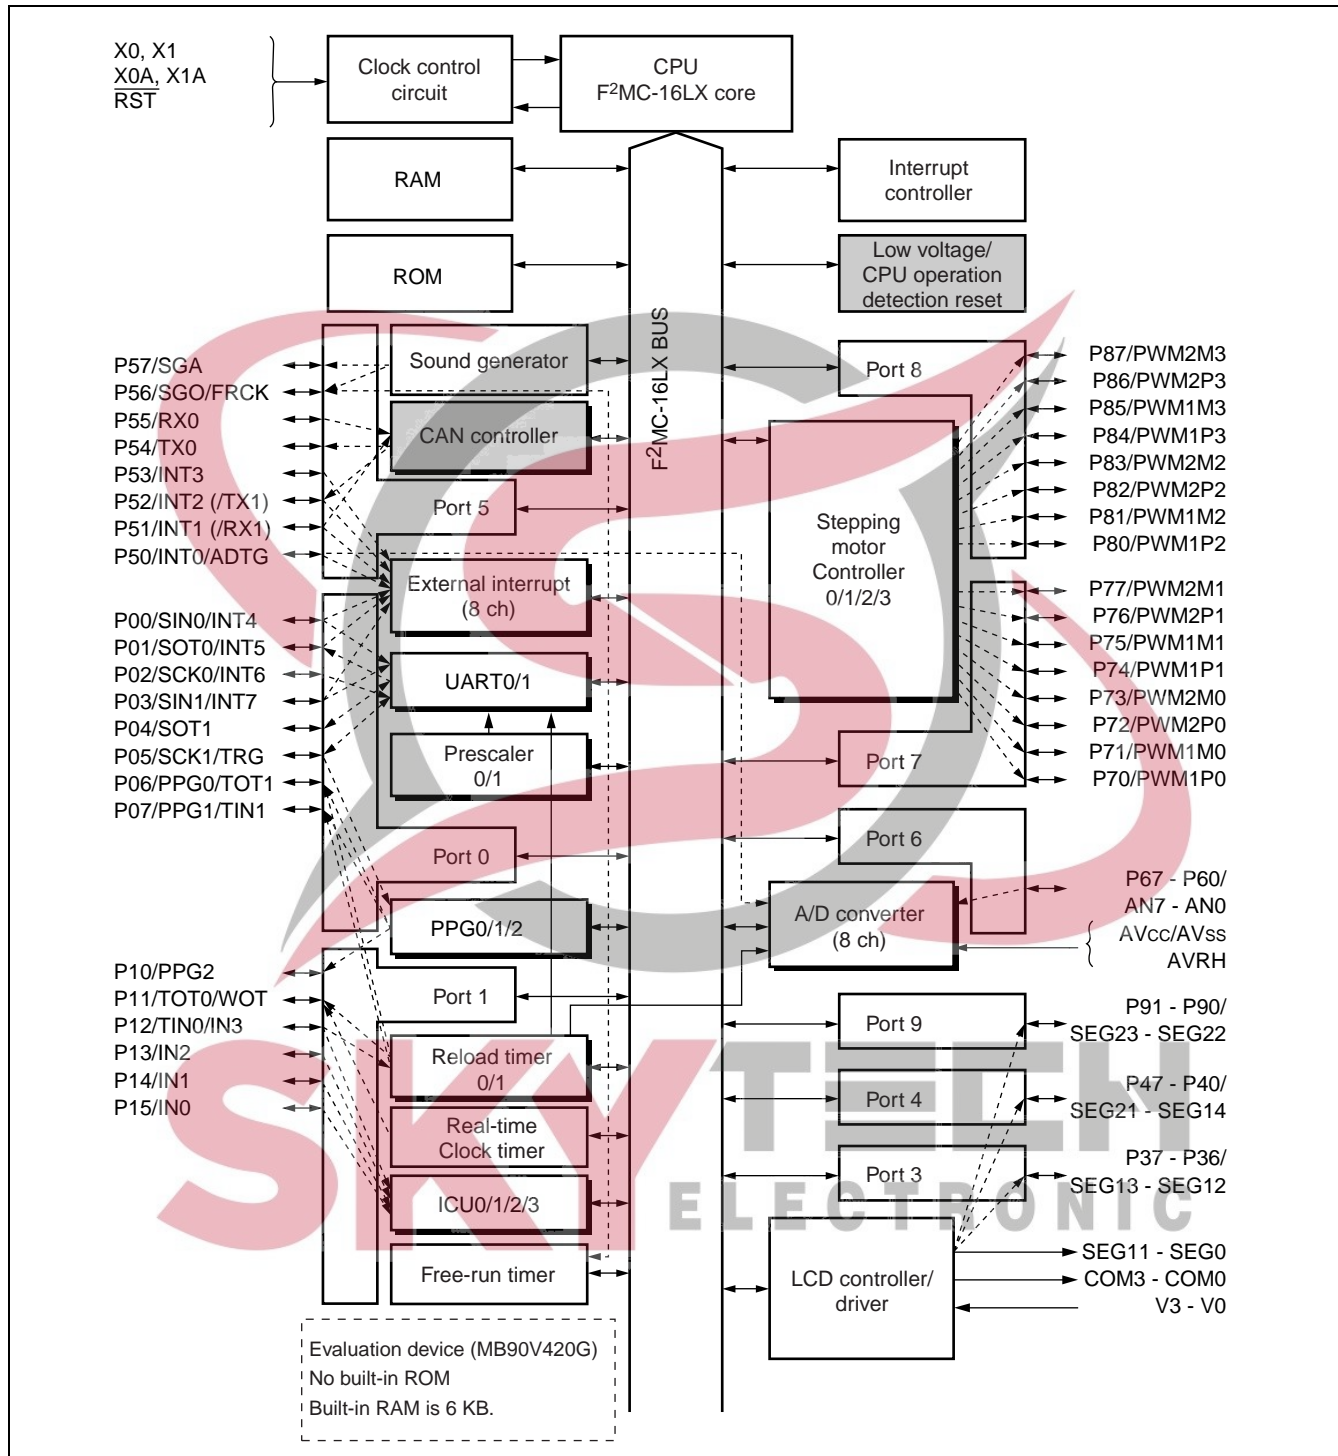 X0, X1
X0A, X1A
RST
Clock control
circuit
CPU
F²MC-16LX core
RAM
Interrupt
controller
ROM
Low voltage/
CPU operation
detection reset
F²MC-16LX BUS
P57/SGA
P56/SGO/FRCK
P55/RX0
P54/TX0
P53/INT3
P52/INT2 (/TX1)
P51/INT1 (/RX1)
P50/INT0/ADTG
Sound generator
CAN controller
Port 5
External interrupt
(8 ch)
P00/SIN0/INT4
P01/SOT0/INT5
P02/SCK0/INT6
P03/SIN1/INT7
P04/SOT1
P05/SCK1/TRG
P06/PPG0/TOT1
P07/PPG1/TIN1
UART0/1
Prescaler
0/1
Port 0
PPG0/1/2
P10/PPG2
P11/TOT0/WOT
P12/TIN0/IN3
P13/IN2
P14/IN1
P15/IN0
Port 1
Reload timer
0/1
Real-time
Clock timer
ICU0/1/2/3
Free-run timer
Port 8
Stepping
motor
Controller
0/1/2/3
P87/PWM2M3
P86/PWM2P3
P85/PWM1M3
P84/PWM1P3
P83/PWM2M2
P82/PWM2P2
P81/PWM1M2
P80/PWM1P2
P77/PWM2M1
P76/PWM2P1
P75/PWM1M1
P74/PWM1P1
P73/PWM2M0
P72/PWM2P0
P71/PWM1M0
P70/PWM1P0
Port 7
Port 6
A/D converter
(8 ch)
P67 - P60/
AN7 - AN0
AVcc/AVss
AVRH
Port 9
P91 - P90/
SEG23 - SEG22
Port 4
P47 - P40/
SEG21 - SEG14
Port 3
P37 - P36/
SEG13 - SEG12
LCD controller/
driver
SEG11 - SEG0
COM3 - COM0
V3 - V0
Evaluation device (MB90V420G)
No built-in ROM
Built-in RAM is 6 KB.
SKYTECH
ELECTRONIC